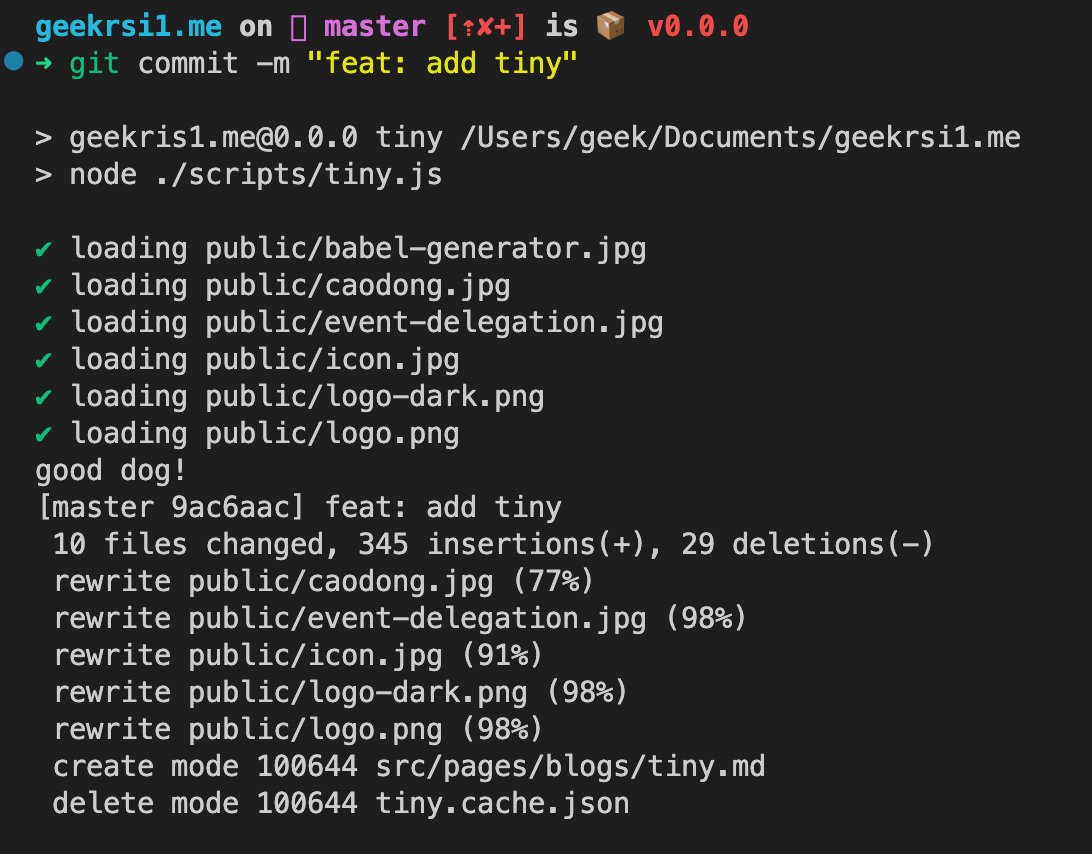 geekrsi1.me on  master [⇡✘+] is 📦 v0.0.0
➜ git commit -m "feat: add tiny"
> geekris1.me@0.0.0 tiny /Users/geek/Documents/geekrsi1.me
> node ./scripts/tiny.js
✔ loading public/babel-generator.jpg
✔ loading public/caodong.jpg
✔ loading public/event-delegation.jpg
✔ loading public/icon.jpg
✔ loading public/logo-dark.png
✔ loading public/logo.png
good dog!
[master 9ac6aac] feat: add tiny
10 files changed, 345 insertions(+), 29 deletions(-)
rewrite public/caodong.jpg (77%)
rewrite public/event-delegation.jpg (98%)
rewrite public/icon.jpg (91%)
rewrite public/logo-dark.png (98%)
rewrite public/logo.png (98%)
create mode 100644 src/pages/blogs/tiny.md
delete mode 100644 tiny.cache.json